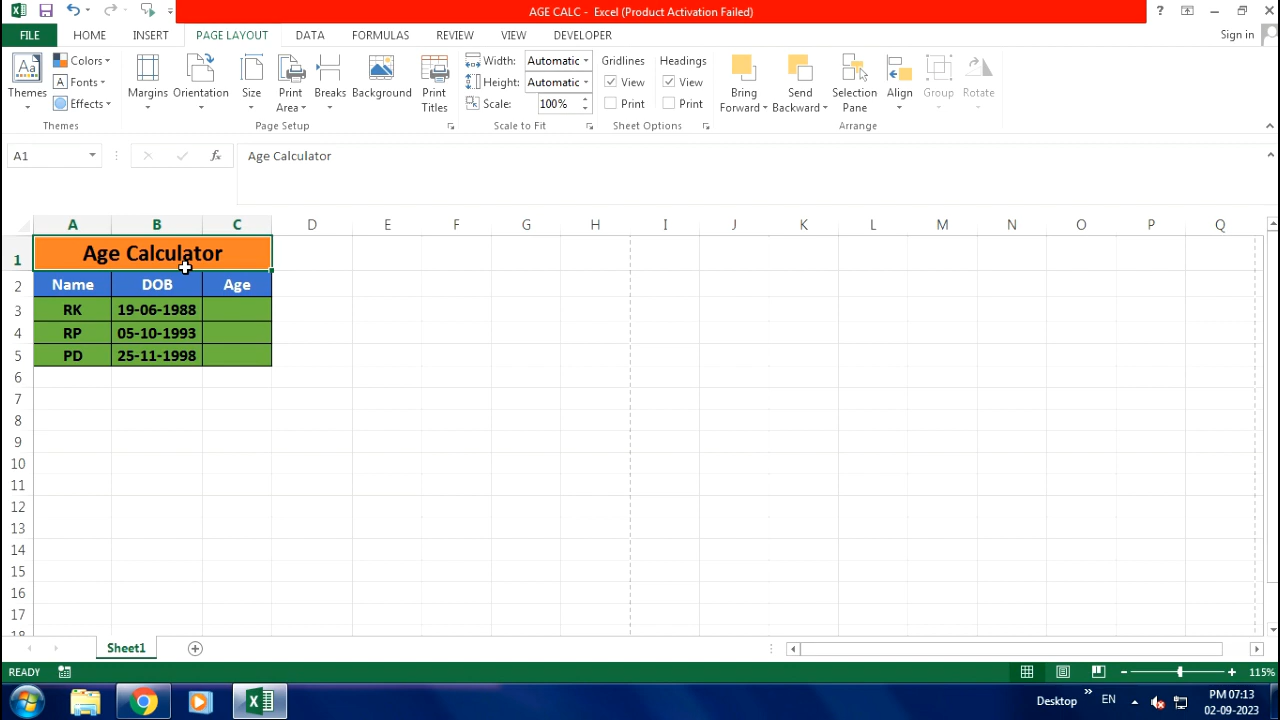 AGE CALC - Excel (Product Activation Failed)
?
FILE HOME INSERT PAGE LAYOUT DATA FORMULAS REVIEW VIEW DEVELOPER Sign in
Aa
Themes
Colors
A Fonts
Effects
Themes
Margins
Orientation
Size
Print
Area
Breaks
Background
Print
Titles
Page Setup
Width: Automatic
Height: Automatic
Scale: 100%
Scale to Fit
Gridlines
View
Print
Headings
View
Print
Sheet Options
Bring
Forward
Send
Backward
Selection
Pane
Align
Group
Rotate
Arrange
A1 fx Age Calculator
A B C D E F G H I J K L M N O P Q
1 Age Calculator
2 Name DOB Age
3 RK 19-06-1988
4 RP 05-10-1993
5 PD 25-11-1998
6
7
8
9
10
11
12
13
14
15
16
17
18
Sheet1
READY 115%
Desktop » EN PM 07:13
02-09-2023